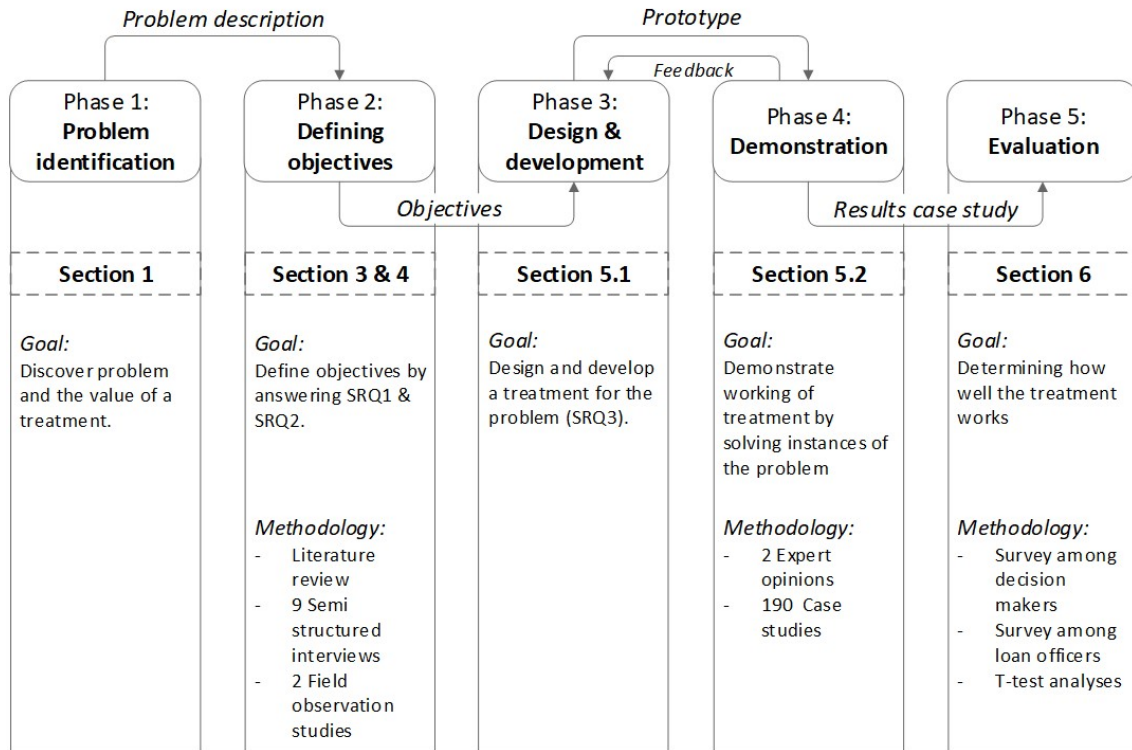 Problem description
Prototype
Feedback
Phase 1:
Problem
identification
Phase 2:
Defining
objectives
Phase 3:
Design &
development
Phase 4:
Demonstration
Phase 5:
Evaluation
Objectives
Results case study
Section 1
Section 3 & 4
Section 5.1
Section 5.2
Section 6
Goal:
Discover problem
and the value of a
treatment.
Goal:
Define objectives by
answering SRQ1 &
SRQ2.
Methodology:
- Literature
review
- 9 Semi
structured
interviews
- 2 Field
observation
studies
Goal:
Design and develop
a treatment for the
problem (SRQ3).
Goal:
Demonstrate
working of
treatment by
solving instances of
the problem
Methodology:
- 2 Expert
opinions
- 190 Case
studies
Goal:
Determining how
well the treatment
works
Methodology:
- Survey among
decision
makers
- Survey among
loan officers
- T-test analyses